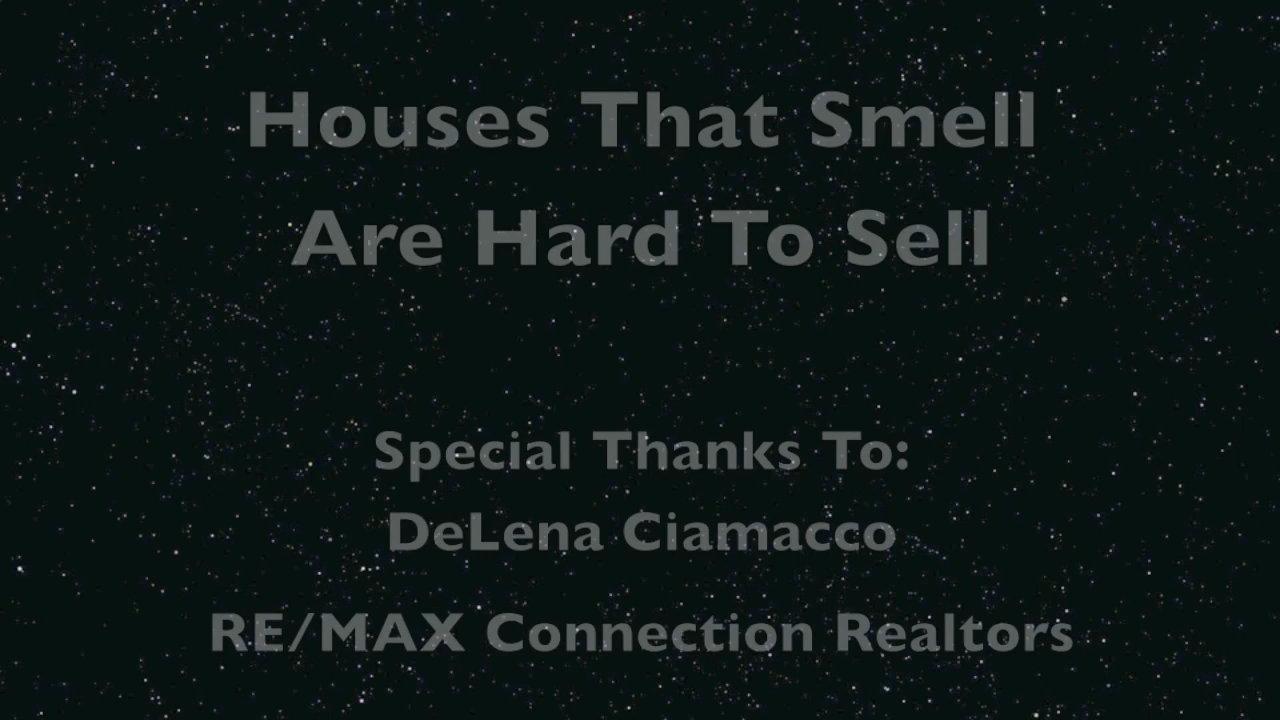 Houses That Smell
Are Hard To Sell
Special Thanks To:
DeLena Ciamacco
RE/MAX Connection Realtors